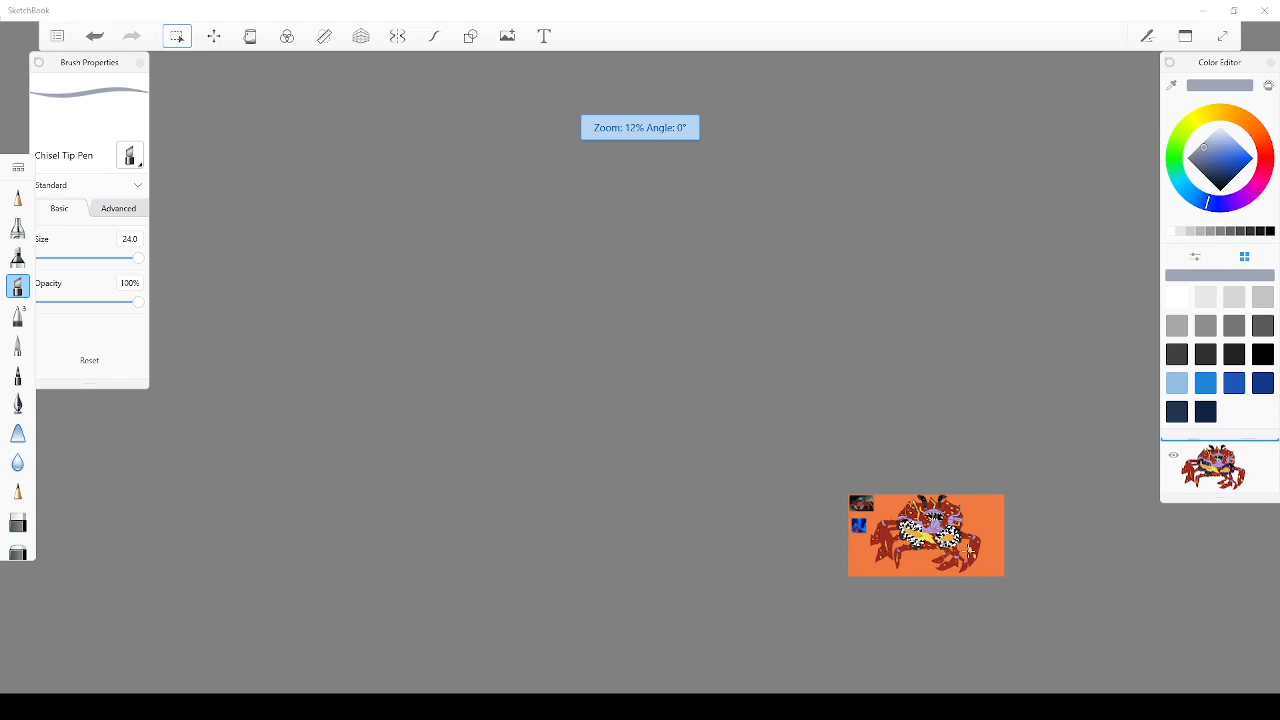 SketchBook
Brush Properties
Color Editor
Zoom: 12% Angle: 0°
Chisel Tip Pen
Standard
Basic
Advanced
Size
24.0
Opacity
100%
3
Reset